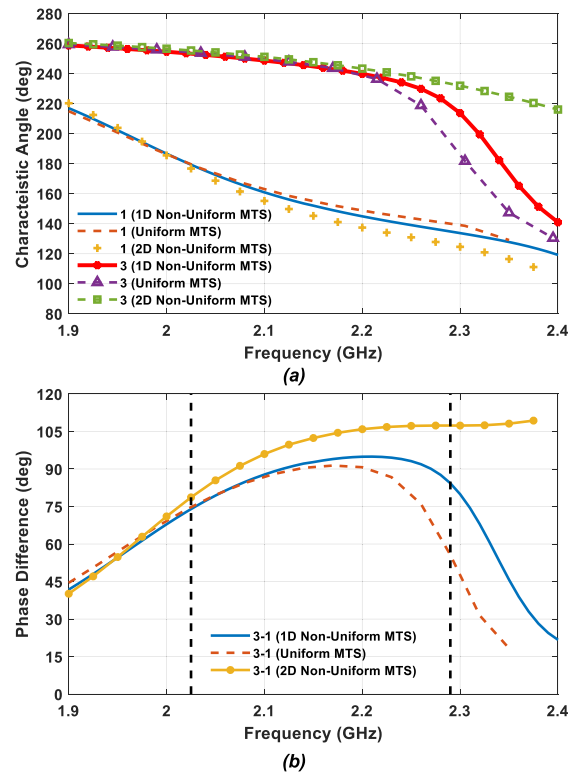 280
260
240
220
200
180
160
140
120
100
80
Characteistic Angle (deg)
1 (1D Non-Uniform MTS)
1 (Uniform MTS)
1 (2D Non-Uniform MTS)
3 (1D Non-Uniform MTS)
3 (Uniform MTS)
3 (2D Non-Uniform MTS)
1.9 2 2.1 2.2 2.3 2.4
Frequency (GHz)
(a)
120
105
90
75
60
45
30
15
0
Phase Difference (deg)
3-1 (1D Non-Uniform MTS)
3-1 (Uniform MTS)
3-1 (2D Non-Uniform MTS)
1.9 2 2.1 2.2 2.3 2.4
Frequency (GHz)
(b)